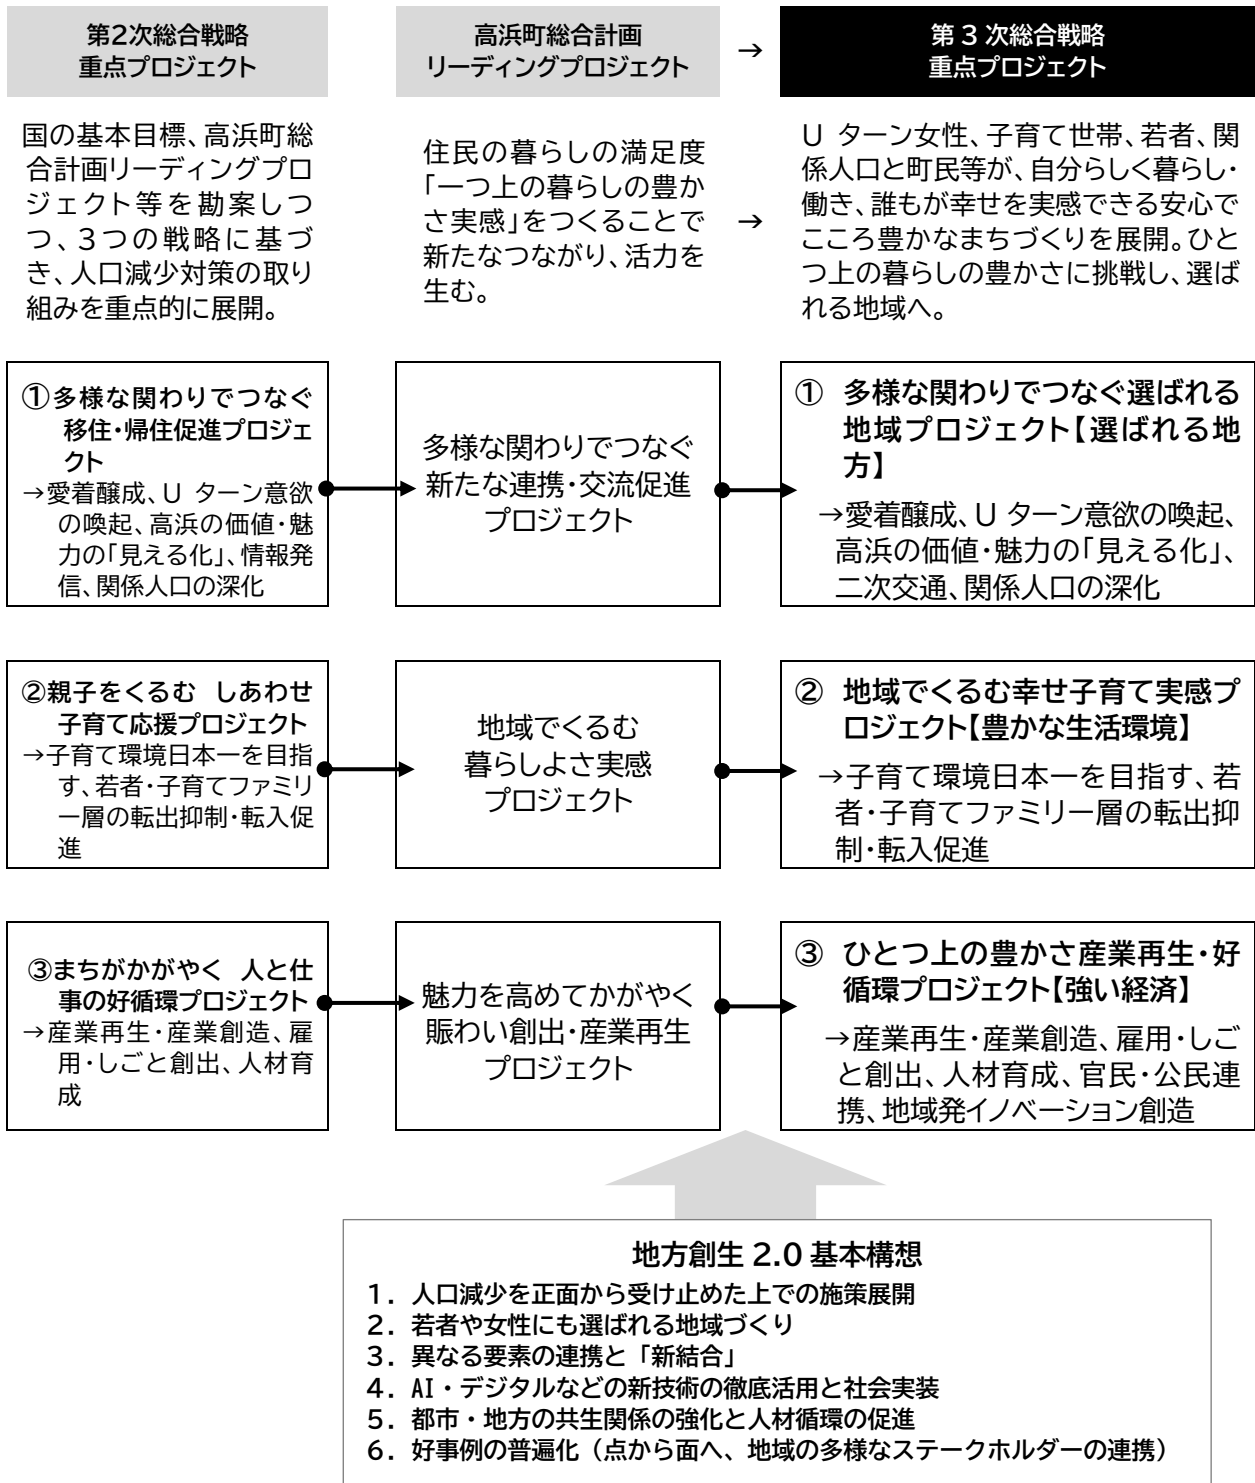 第2次総合戦略
重点プロジェクト
高浜町総合計画
リーディングプロジェクト
→
第 3 次総合戦略
重点プロジェクト
国の基本目標、高浜町総
合計画リーディングプロ
ジェクト等を勘案しつ
つ、3つの戦略に基づ
き、人口減少対策の取り
組みを重点的に展開。
住民の暮らしの満足度
「一つ上の暮らしの豊か
さ実感」をつくることで
新たなつながり、活力を
生む。
→
U ターン女性、子育て世帯、若者、関
係人口と町民等が、自分らしく暮らし・
働き、誰もが幸せを実感できる安心で
こころ豊かなまちづくりを展開。ひと
つ上の暮らしの豊かさに挑戦し、選ば
れる地域へ。
①多様な関わりでつなぐ
移住・帰住促進プロジェ
クト
→愛着醸成、U ターン意欲
の喚起、高浜の価値・魅
力の「見える化」、情報発
信、関係人口の深化
多様な関わりでつなぐ
新たな連携・交流促進
プロジェクト
① 多様な関わりでつなぐ選ばれる
地域プロジェクト【選ばれる地
方】
→愛着醸成、U ターン意欲の喚起、
高浜の価値・魅力の「見える化」、
二次交通、関係人口の深化
②親子をくるむ しあわせ
子育て応援プロジェクト
→子育て環境日本一を目指
す、若者・子育てファミリ
ー層の転出抑制・転入促
進
地域でくるむ
暮らしよさ実感
プロジェクト
② 地域でくるむ幸せ子育て実感プ
ロジェクト【豊かな生活環境】
→子育て環境日本一を目指す、若
者・子育てファミリー層の転出抑
制・転入促進
③まちがかがやく 人と仕
事の好循環プロジェクト
→産業再生・産業創造、雇
用・しごと創出、人材育
成
魅力を高めてかがやく
賑わい創出・産業再生
プロジェクト
③ ひとつ上の豊かさ産業再生・好
循環プロジェクト【強い経済】
→産業再生・産業創造、雇用・しご
と創出、人材育成、官民・公民連
携、地域発イノベーション創造
地方創生 2.0 基本構想
1. 人口減少を正面から受け止めた上での施策展開
2. 若者や女性にも選ばれる地域づくり
3. 異なる要素の連携と「新結合」
4. AI・デジタルなどの新技術の徹底活用と社会実装
5. 都市・地方の共生関係の強化と人材循環の促進
6. 好事例の普遍化（点から面へ、地域の多様なステークホルダーの連携）